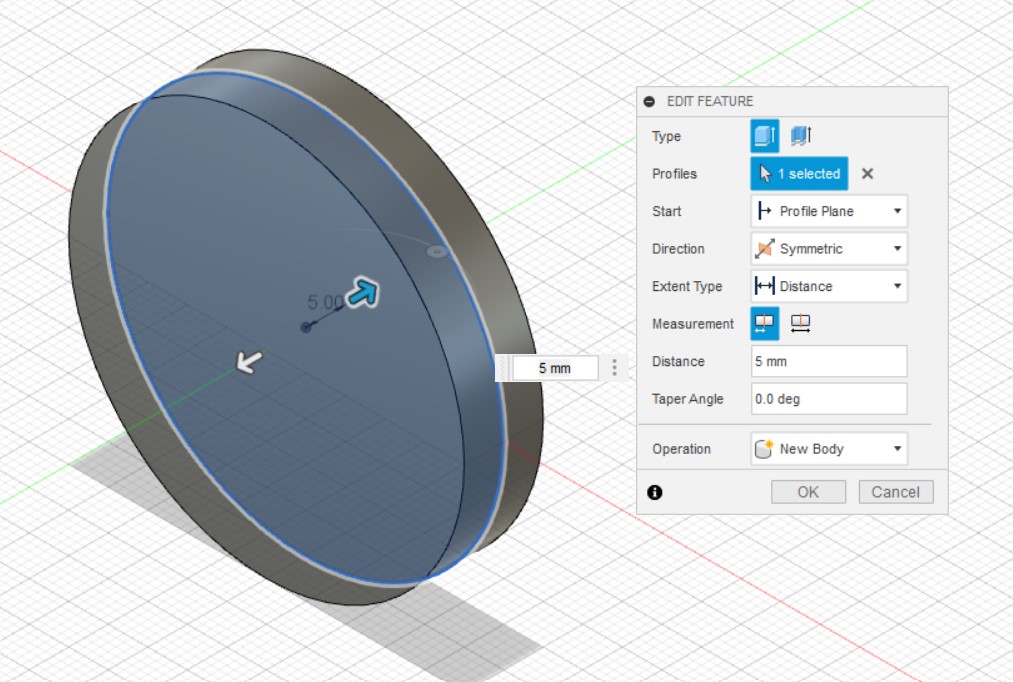 EDIT FEATURE
Type
Profiles 1 selected
Start Profile Plane
Direction Symmetric
Extent Type Distance
Measurement
Distance 5 mm
Taper Angle 0.0 deg
Operation New Body
OK Cancel
5.00
5 mm